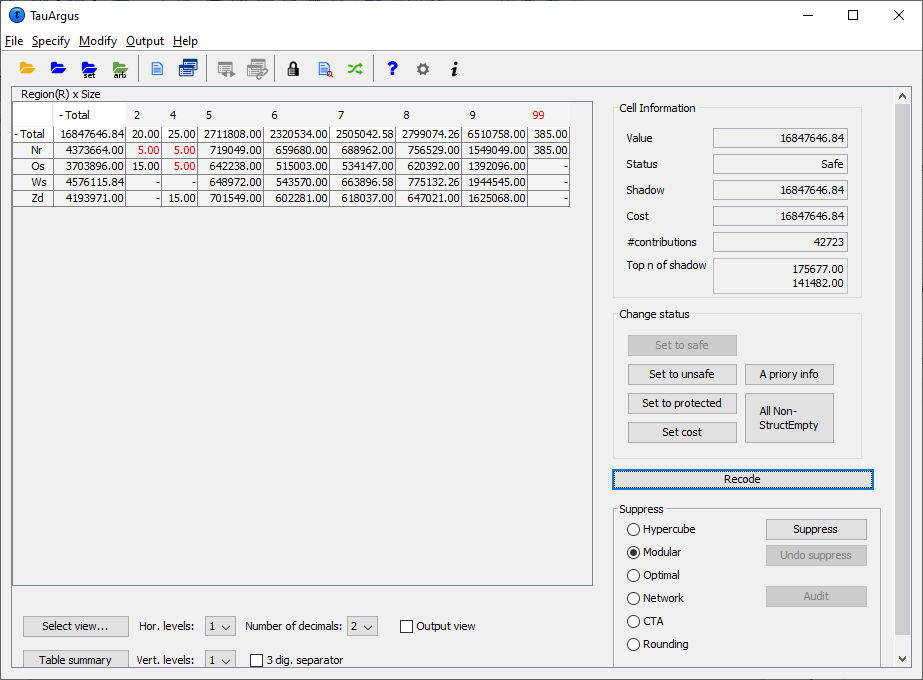 TauArgus
File Specify Modify Output Help
set arb
Region(R) x Size
- Total 2 4 5 6 7 8 9 99
- Total 16847646.84 20.00 25.00 2711808.00 2320534.00 2505042.58 2799074.26 6510758.00 385.00
Nr 4373664.00 5.00 5.00 719049.00 659680.00 688962.00 756529.00 1549049.00 385.00
Os 3703896.00 15.00 5.00 642238.00 515003.00 534147.00 620392.00 1392096.00 -
Ws 4576115.84 - - 648972.00 543570.00 663896.58 775132.26 1944545.00 -
Zd 4193971.00 - 15.00 701549.00 602281.00 618037.00 647021.00 1625068.00 -
Cell Information
Value 16847646.84
Status Safe
Shadow 16847646.84
Cost 16847646.84
#contributions 42723
Top n of shadow 175677.00
141482.00
Change status
Set to safe
Set to unsafe A priory info
Set to protected All Non-
StructEmpty
Set cost
Recode
Suppress
Hypercube Suppress
Modular Undo suppress
Optimal
Network Audit
CTA
Rounding
Select view... Hor. levels: 1 Number of decimals: 2 Output view
Table summary Vert. levels: 1 3 dig. separator